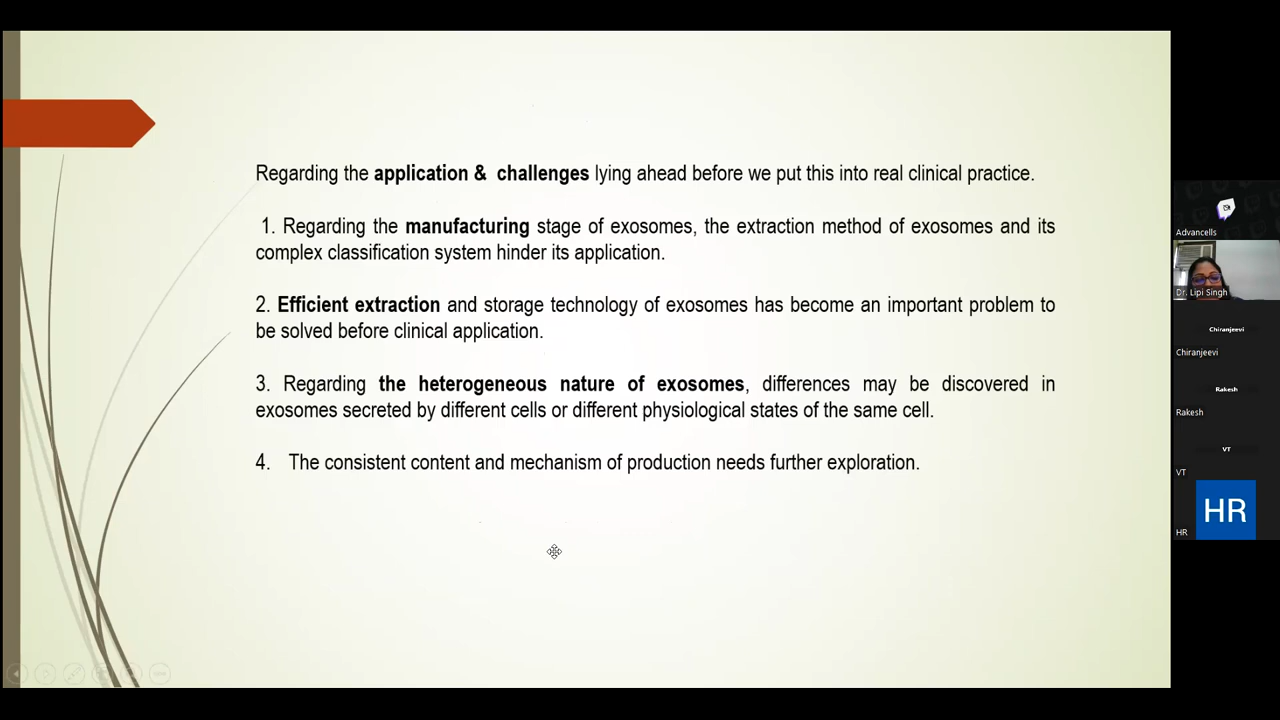 Regarding the application & challenges lying ahead before we put this into real clinical practice.
1. Regarding the manufacturing stage of exosomes, the extraction method of exosomes and its
complex classification system hinder its application.
2. Efficient extraction and storage technology of exosomes has become an important problem to
be solved before clinical application.
3. Regarding the heterogeneous nature of exosomes, differences may be discovered in
exosomes secreted by different cells or different physiological states of the same cell.
4. The consistent content and mechanism of production needs further exploration.
Advancells
Dr. Lipi Singh
Chiranjeevi
Chiranjeevi
Rakesh
Rakesh
VT
VT
HR
HR